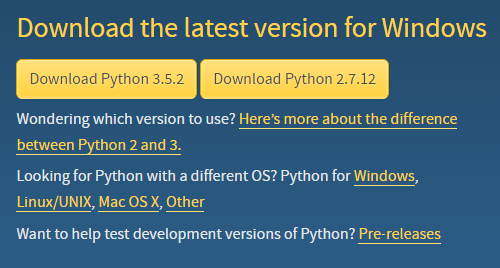 Download the latest version for Windows
Download Python 3.5.2 Download Python 2.7.12
Wondering which version to use? Here's more about the difference
between Python 2 and 3.
Looking for Python with a different OS? Python for Windows,
Linux/UNIX, Mac OS X, Other
Want to help test development versions of Python? Pre-releases